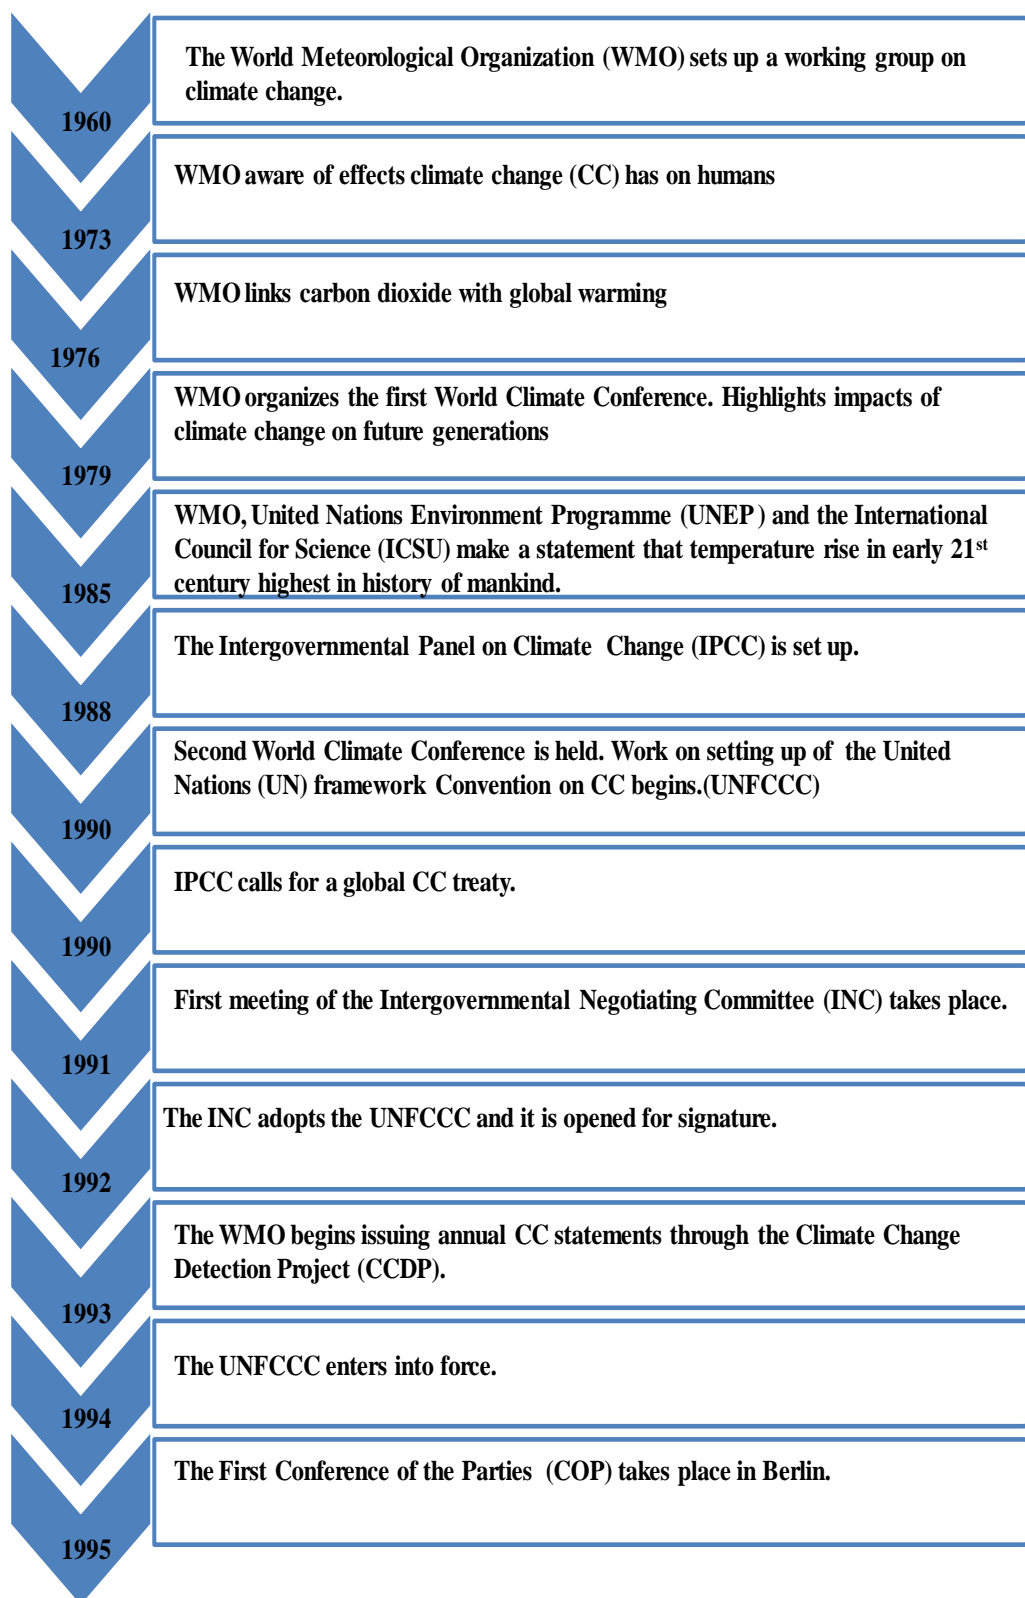 The World Meteorological Organization (WMO) sets up a working group on
climate change.
1960
WMO aware of effects climate change (CC) has on humans
1973
WMO links carbon dioxide with global warming
1976
WMO organizes the first World Climate Conference. Highlights impacts of
climate change on future generations
1979
WMO, United Nations Environment Programme (UNEP ) and the International
Council for Science (ICSU) make a statement that temperature rise in early 21st
century highest in history of mankind.
1985
The Intergovernmental Panel on Climate Change (IPCC) is set up.
1988
Second World Climate Conference is held. Work on setting up of the United
Nations (UN) framework Convention on CC begins.(UNFCCC)
1990
IPCC calls for a global CC treaty.
1990
First meeting of the Intergovernmental Negotiating Committee (INC) takes place.
1991
The INC adopts the UNFCCC and it is opened for signature.
1992
The WMO begins issuing annual CC statements through the Climate Change
Detection Project (CCDP).
1993
The UNFCCC enters into force.
1994
The First Conference of the Parties (COP) takes place in Berlin.
1995